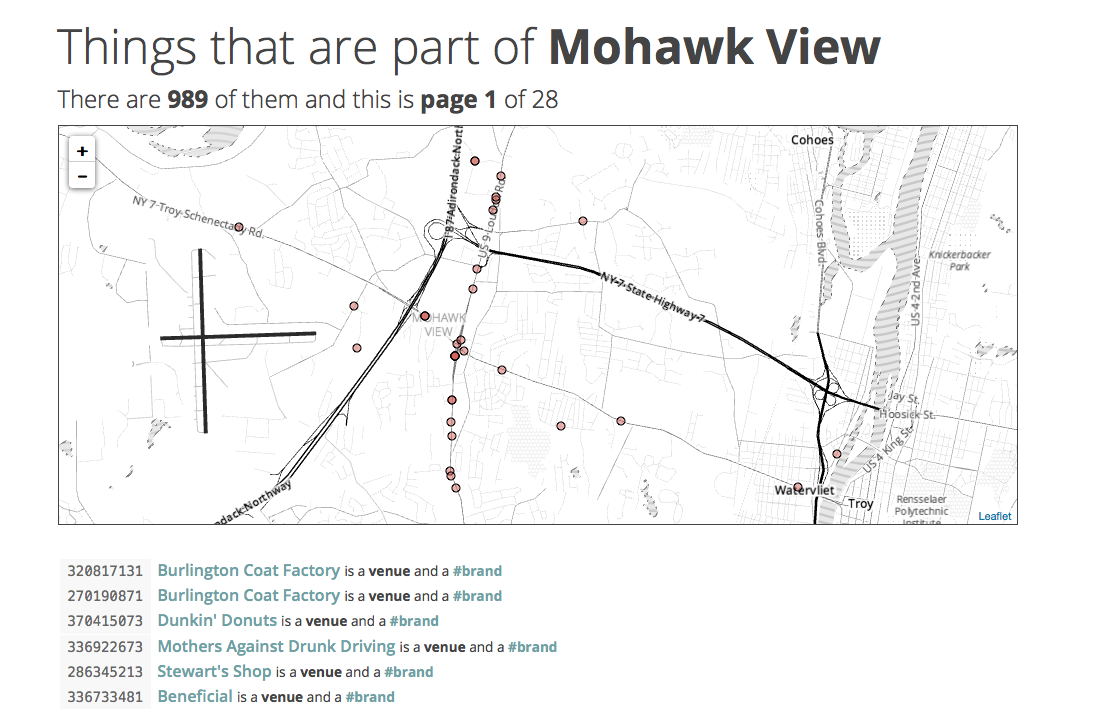 Things that are part of Mohawk View
There are 989 of them and this is page 1 of 28
+
−
Cohoes
I 87 Adirondack North
NY 7-Troy-Schenectady Rd.
US 9-Lou Rd.
Cohoes Blvd.
Knickerbocker
Park
US 4-2nd Ave.
NY-7-State-Highway-7
MOHAWK
VIEW
Jay St.
Hoosick St.
US 4 King St.
dack Northway
Watervliet
Troy
Rensselaer
Polytechnic
Institute
Leaflet
320817131 Burlington Coat Factory is a venue and a #brand
270190871 Burlington Coat Factory is a venue and a #brand
370415073 Dunkin' Donuts is a venue and a #brand
336922673 Mothers Against Drunk Driving is a venue and a #brand
286345213 Stewart's Shop is a venue and a #brand
336733481 Beneficial is a venue and a #brand